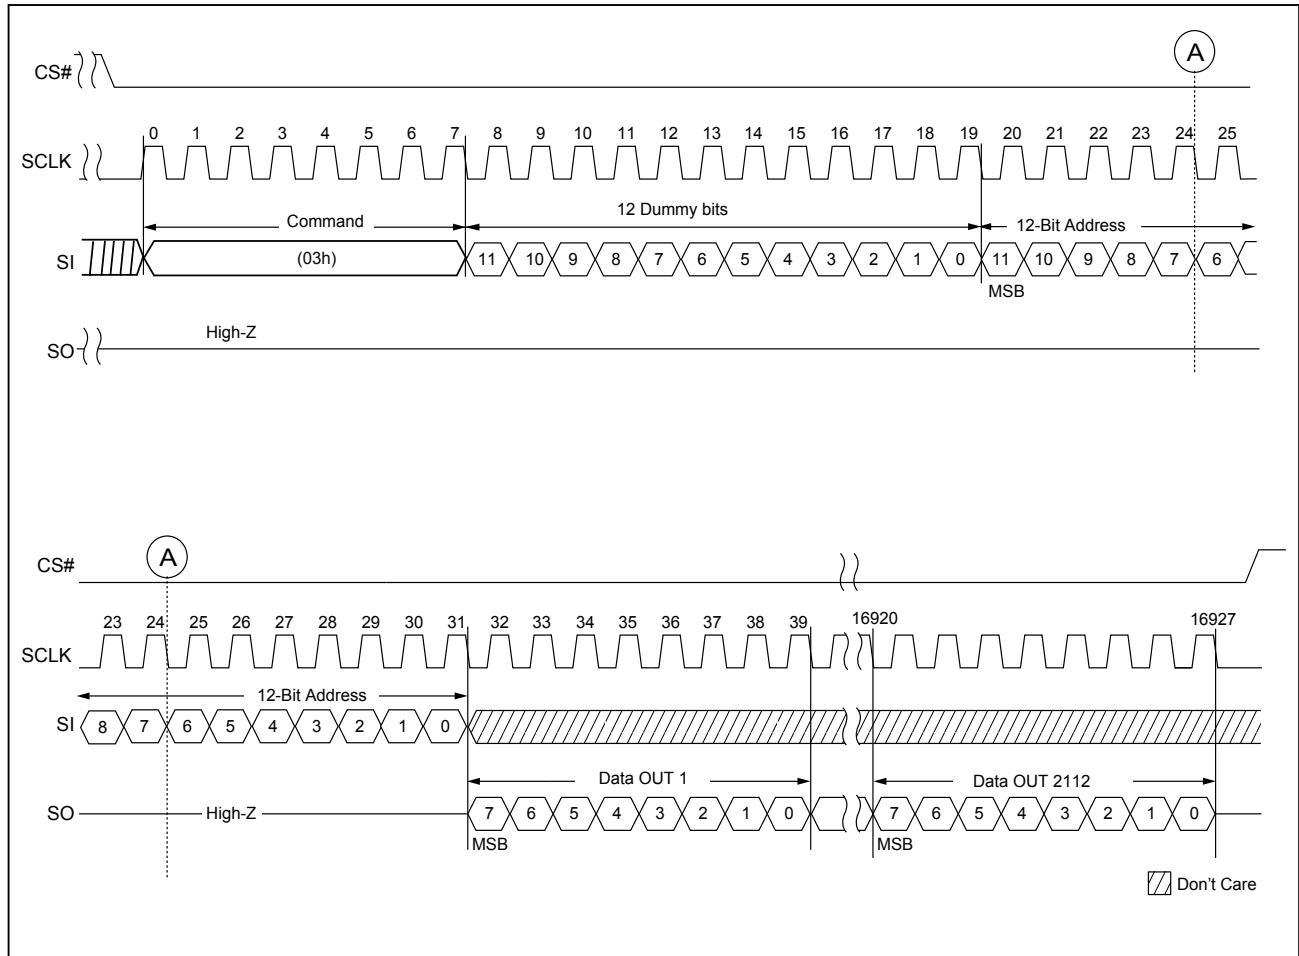 A
CS#
0 1 2 3 4 5 6 7 8 9 10 11 12 13 14 15 16 17 18 19 20 21 22 23 24 25
SCLK
Command 12 Dummy bits 12-Bit Address
SI (03h) 11 10 9 8 7 6 5 4 3 2 1 0 11 10 9 8 7 6
MSB
High-Z
SO
A
CS#
23 24 25 26 27 28 29 30 31 32 33 34 35 36 37 38 39 16920 16927
SCLK
12-Bit Address
SI 8 7 6 5 4 3 2 1 0
Data OUT 1 Data OUT 2112
SO High-Z 7 6 5 4 3 2 1 0 7 6 5 4 3 2 1 0
MSB MSB
Don't Care